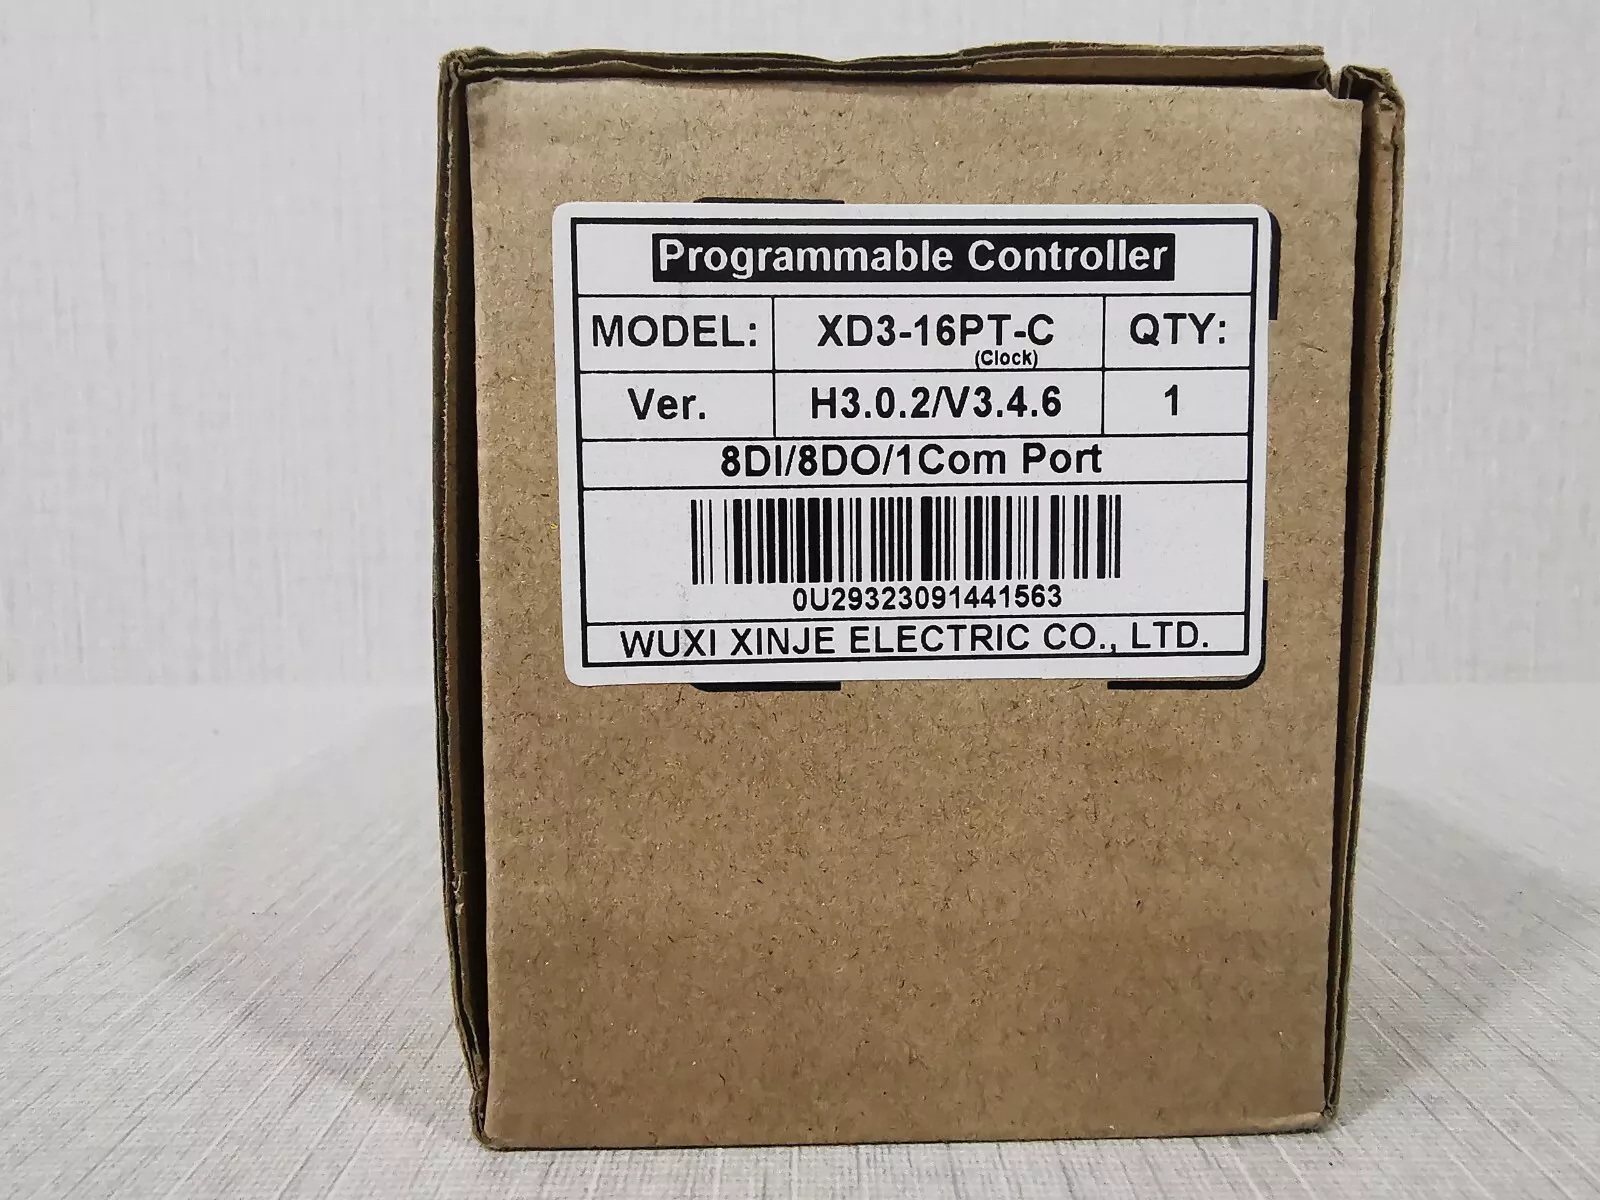 Programmable Controller
MODEL: XD3-16PT-C QTY:
(Clock)
Ver. H3.0.2/V3.4.6 1
8DI/8DO/1Com Port
0U29323091441563
WUXI XINJE ELECTRIC CO., LTD.